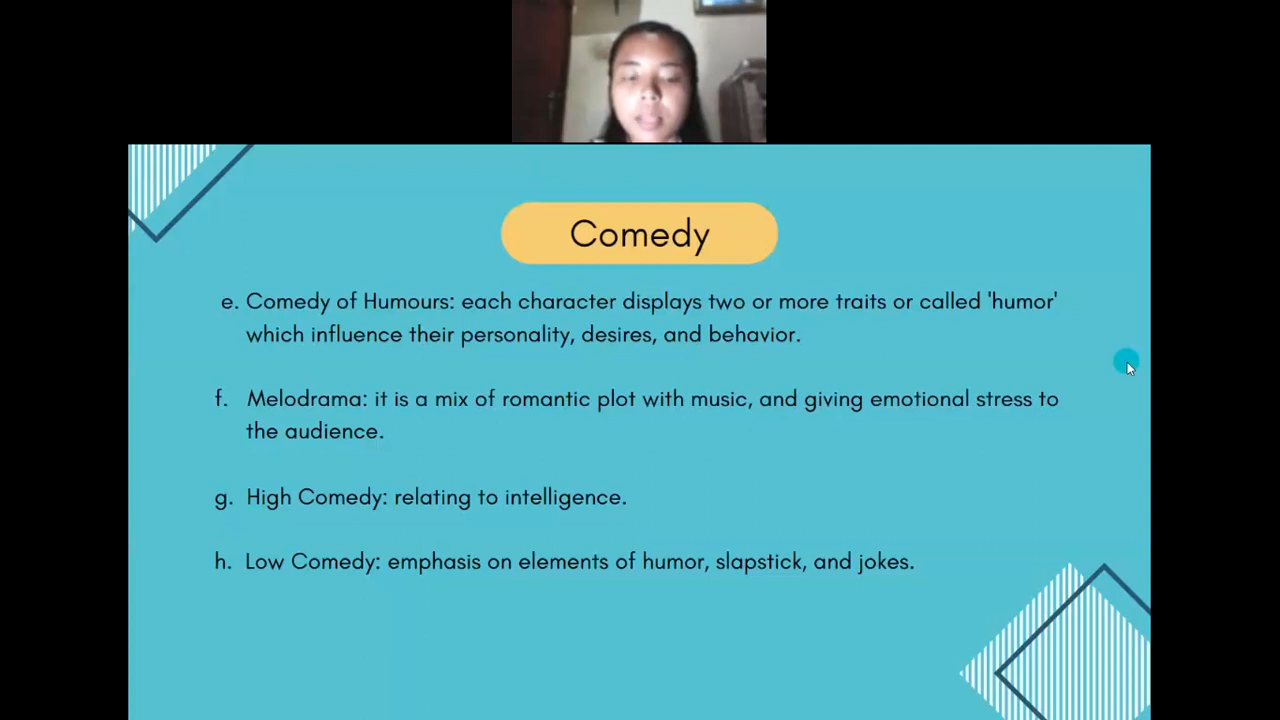 Comedy
e. Comedy of Humours: each character displays two or more traits or called 'humor'
which influence their personality, desires, and behavior.
f. Melodrama: it is a mix of romantic plot with music, and giving emotional stress to
the audience.
g. High Comedy: relating to intelligence.
h. Low Comedy: emphasis on elements of humor, slapstick, and jokes.